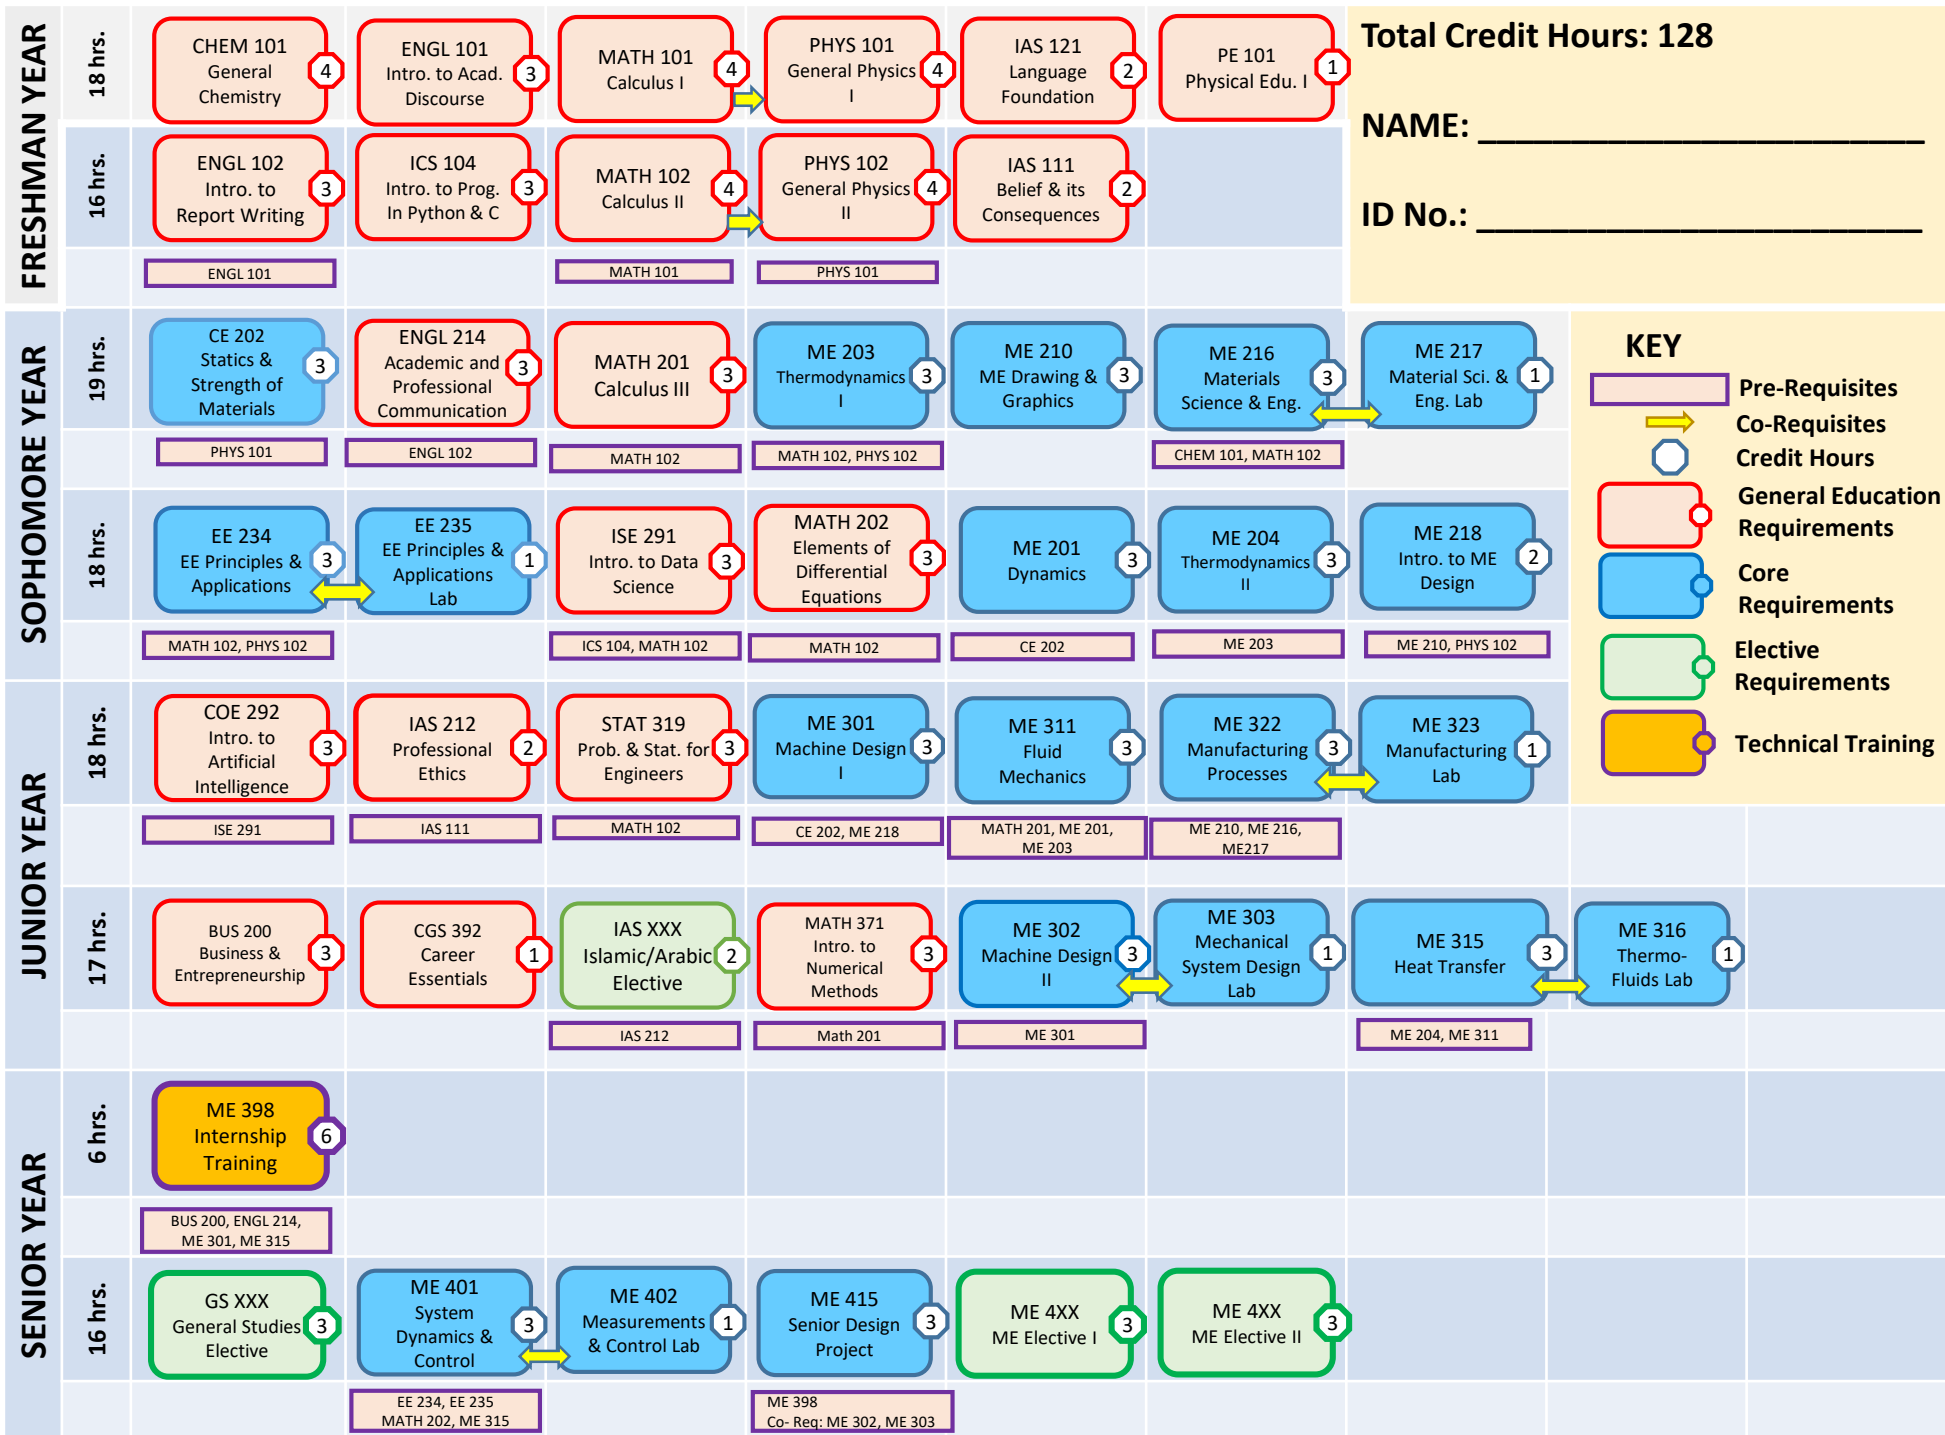 FRESHMAN YEAR
18 hrs.
CHEM 101
General
Chemistry
4
ENGL 101
Intro. to Acad.
Discourse
3
MATH 101
Calculus I
4
PHYS 101
General Physics
I
4
IAS 121
Language
Foundation
2
PE 101
Physical Edu. I
1
Total Credit Hours: 128
NAME: _______________________
ID No.: _______________________
16 hrs.
ENGL 102
Intro. to
Report Writing
3
ICS 104
Intro. to Prog.
In Python & C
3
MATH 102
Calculus II
4
PHYS 102
General Physics
II
4
IAS 111
Belief & its
Consequences
2
ENGL 101
MATH 101
PHYS 101
SOPHOMORE YEAR
19 hrs.
CE 202
Statics &
Strength of
Materials
3
ENGL 214
Academic and
Professional
Communication
3
MATH 201
Calculus III
3
ME 203
Thermodynamics
I
3
ME 210
ME Drawing &
Graphics
3
ME 216
Materials
Science & Eng.
3
ME 217
Material Sci. &
Eng. Lab
1
PHYS 101
ENGL 102
MATH 102
MATH 102, PHYS 102
CHEM 101, MATH 102
18 hrs.
EE 234
EE Principles &
Applications
3
EE 235
EE Principles &
Applications
Lab
1
ISE 291
Intro. to Data
Science
3
MATH 202
Elements of
Differential
Equations
3
ME 201
Dynamics
3
ME 204
Thermodynamics
II
3
ME 218
Intro. to ME
Design
2
MATH 102, PHYS 102
ICS 104, MATH 102
MATH 102
CE 202
ME 203
ME 210, PHYS 102
KEY
Pre-Requisites
Co-Requisites
Credit Hours
General Education
Requirements
Core
Requirements
Elective
Requirements
Technical Training
JUNIOR YEAR
18 hrs.
COE 292
Intro. to
Artificial
Intelligence
3
IAS 212
Professional
Ethics
2
STAT 319
Prob. & Stat. for
Engineers
3
ME 301
Machine Design
I
3
ME 311
Fluid
Mechanics
3
ME 322
Manufacturing
Processes
3
ME 323
Manufacturing
Lab
1
ISE 291
IAS 111
MATH 102
CE 202, ME 218
MATH 201, ME 201,
ME 203
ME 210, ME 216,
ME217
17 hrs.
BUS 200
Business &
Entrepreneurship
3
CGS 392
Career
Essentials
1
IAS XXX
Islamic/Arabic
Elective
2
MATH 371
Intro. to
Numerical
Methods
3
ME 302
Machine Design
II
3
ME 303
Mechanical
System Design
Lab
1
ME 315
Heat Transfer
3
ME 316
Thermo-
Fluids Lab
1
IAS 212
Math 201
ME 301
ME 204, ME 311
SENIOR YEAR
6 hrs.
ME 398
Internship
Training
6
BUS 200, ENGL 214,
ME 301, ME 315
16 hrs.
GS XXX
General Studies
Elective
3
ME 401
System
Dynamics &
Control
3
ME 402
Measurements
& Control Lab
1
ME 415
Senior Design
Project
3
ME 4XX
ME Elective I
3
ME 4XX
ME Elective II
3
EE 234, EE 235
MATH 202, ME 315
ME 398
Co- Req: ME 302, ME 303